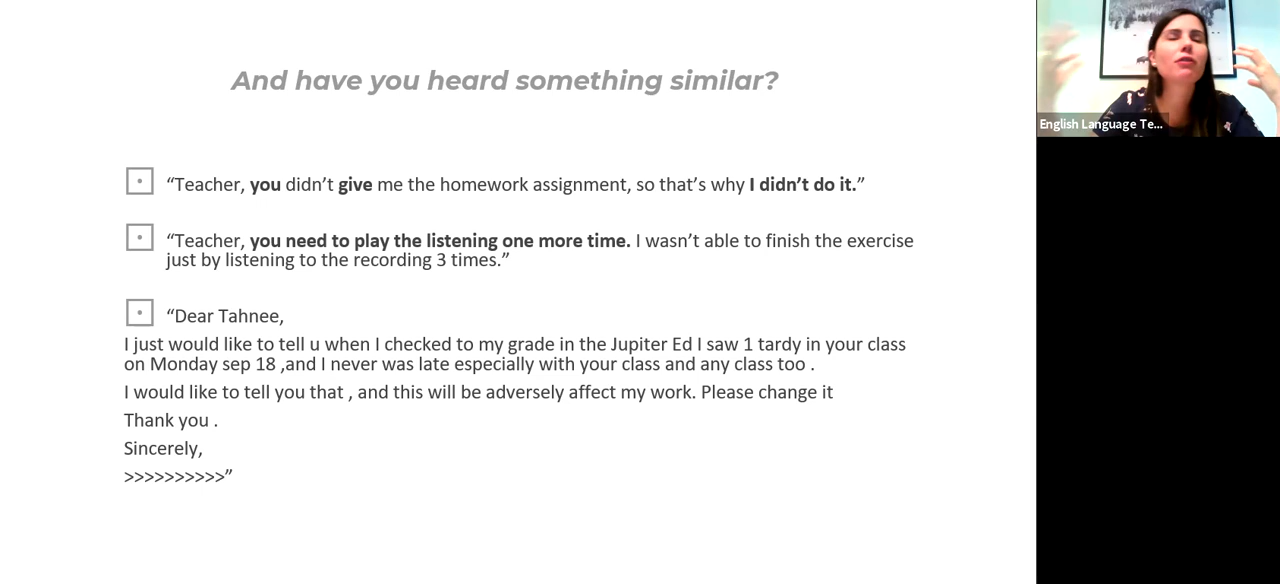 And have you heard something similar?
English Language Te...
“Teacher, you didn’t give me the homework assignment, so that’s why I didn’t do it.”
“Teacher, you need to play the listening one more time. I wasn’t able to finish the exercise
just by listening to the recording 3 times.”
“Dear Tahnee,
I just would like to tell u when I checked to my grade in the Jupiter Ed I saw 1 tardy in your class
on Monday sep 18 ,and I never was late especially with your class and any class too .
I would like to tell you that , and this will be adversely affect my work. Please change it
Thank you .
Sincerely,
>>>>>>>>>>”